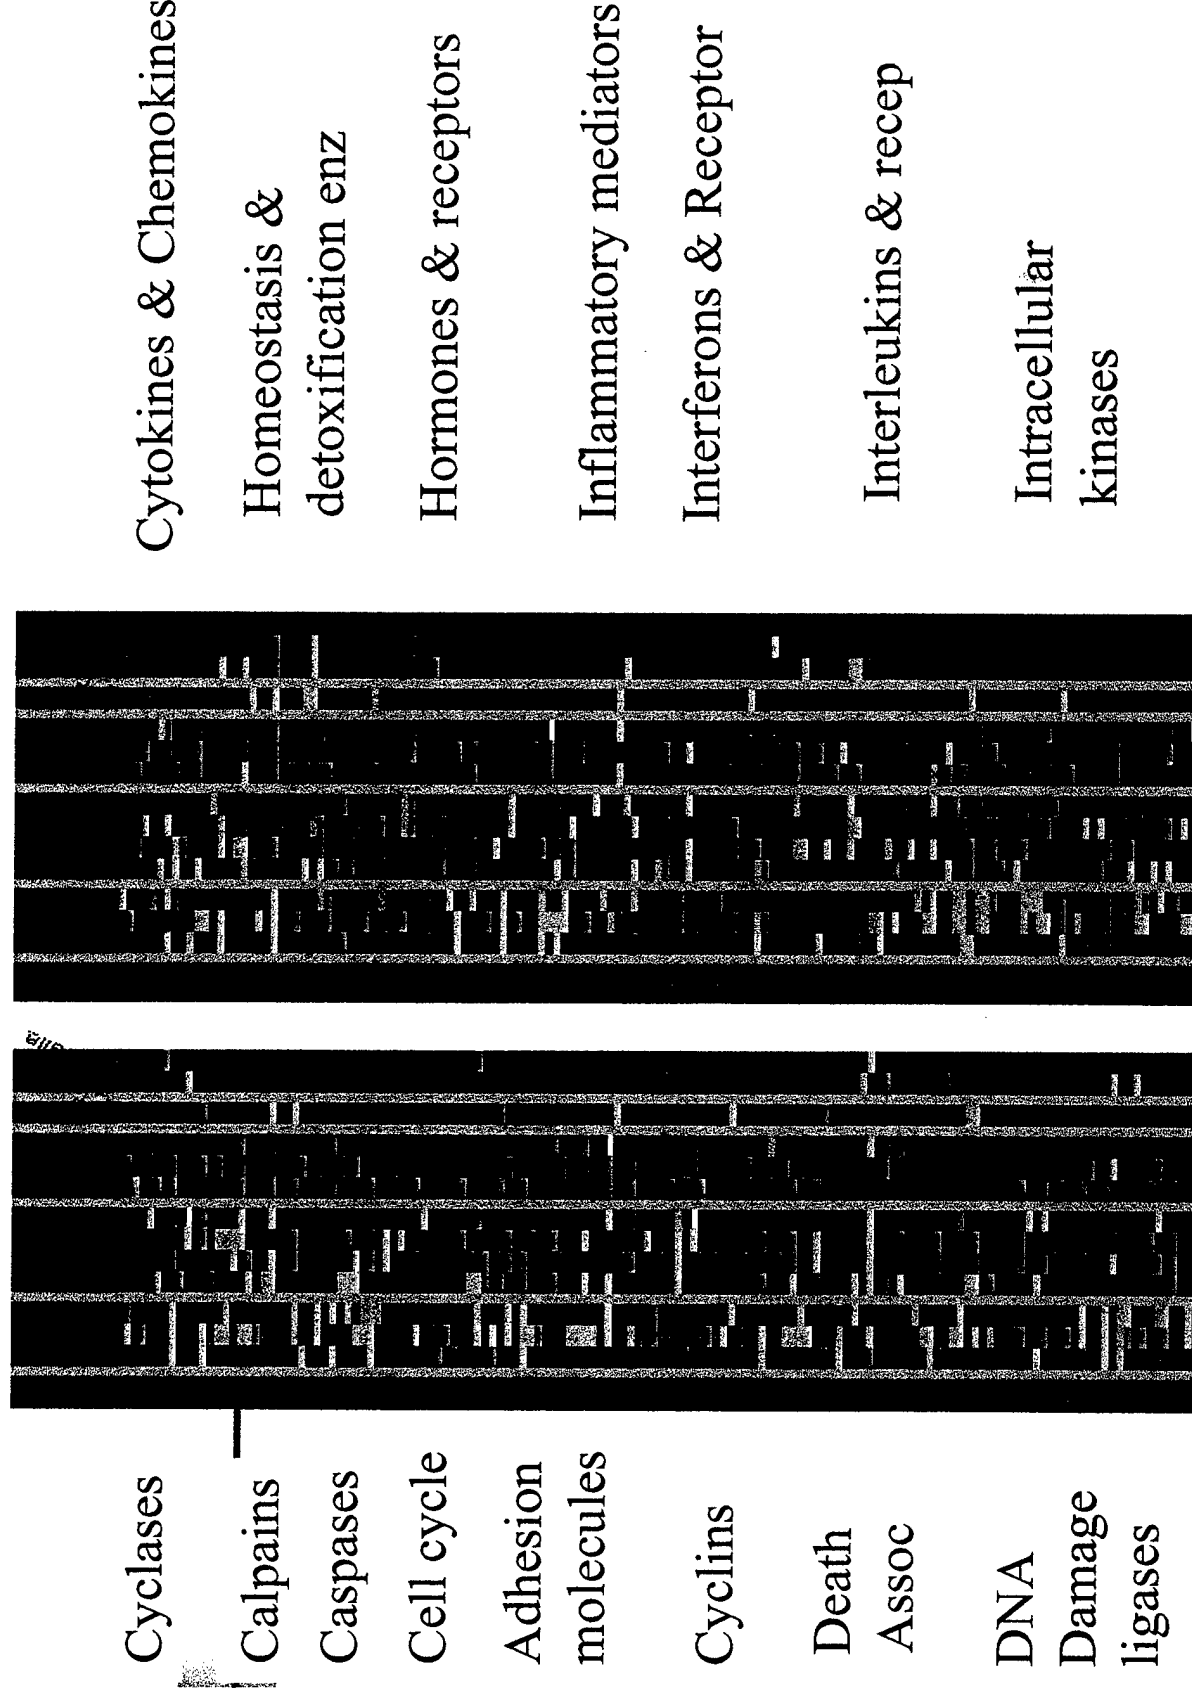 Cyclases
Calpains
Caspases
Cell cycle
Adhesion
molecules
Cyclins
Death
Assoc
DNA
Damage
ligases
Cytokines & Chemokines
Homeostasis &
detoxification enz
Hormones & receptors
Inflammatory mediators
Interferons & Receptor
Interleukins & recep
Intracellular
kinases